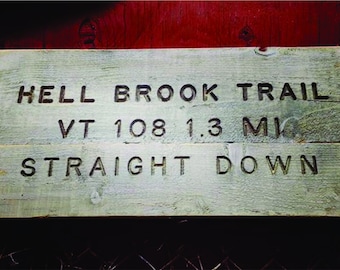 HELL BROOK TRAIL
VT 108 1.3 MI.
STRAIGHT DOWN